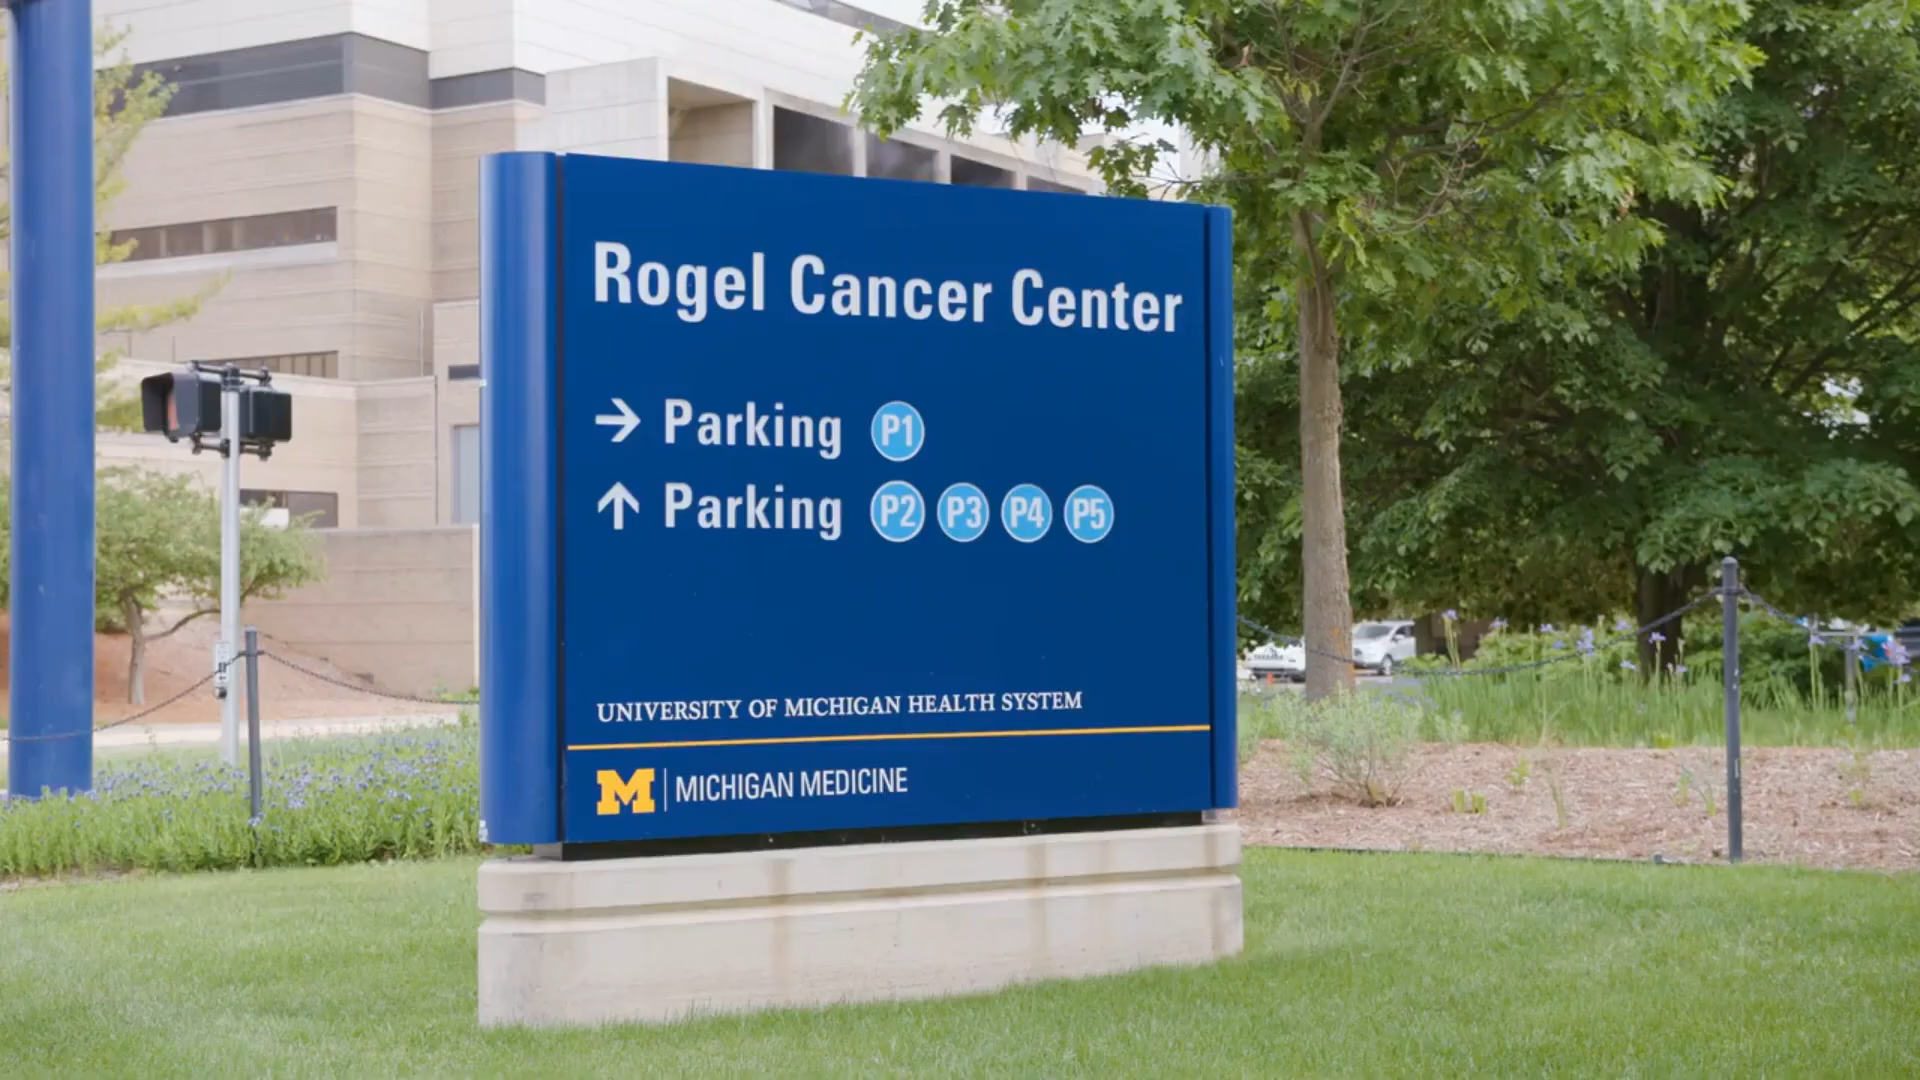 Rogel Cancer Center
→ Parking P1
↑ Parking P2 P3 P4 P5
UNIVERSITY OF MICHIGAN HEALTH SYSTEM
M | MICHIGAN MEDICINE